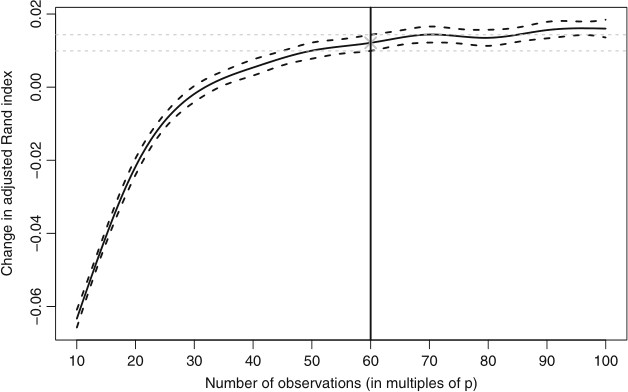 Change in adjusted Rand index
0.02
0.00
−0.02
−0.04
−0.06
10 20 30 40 50 60 70 80 90 100
Number of observations (in multiples of p)